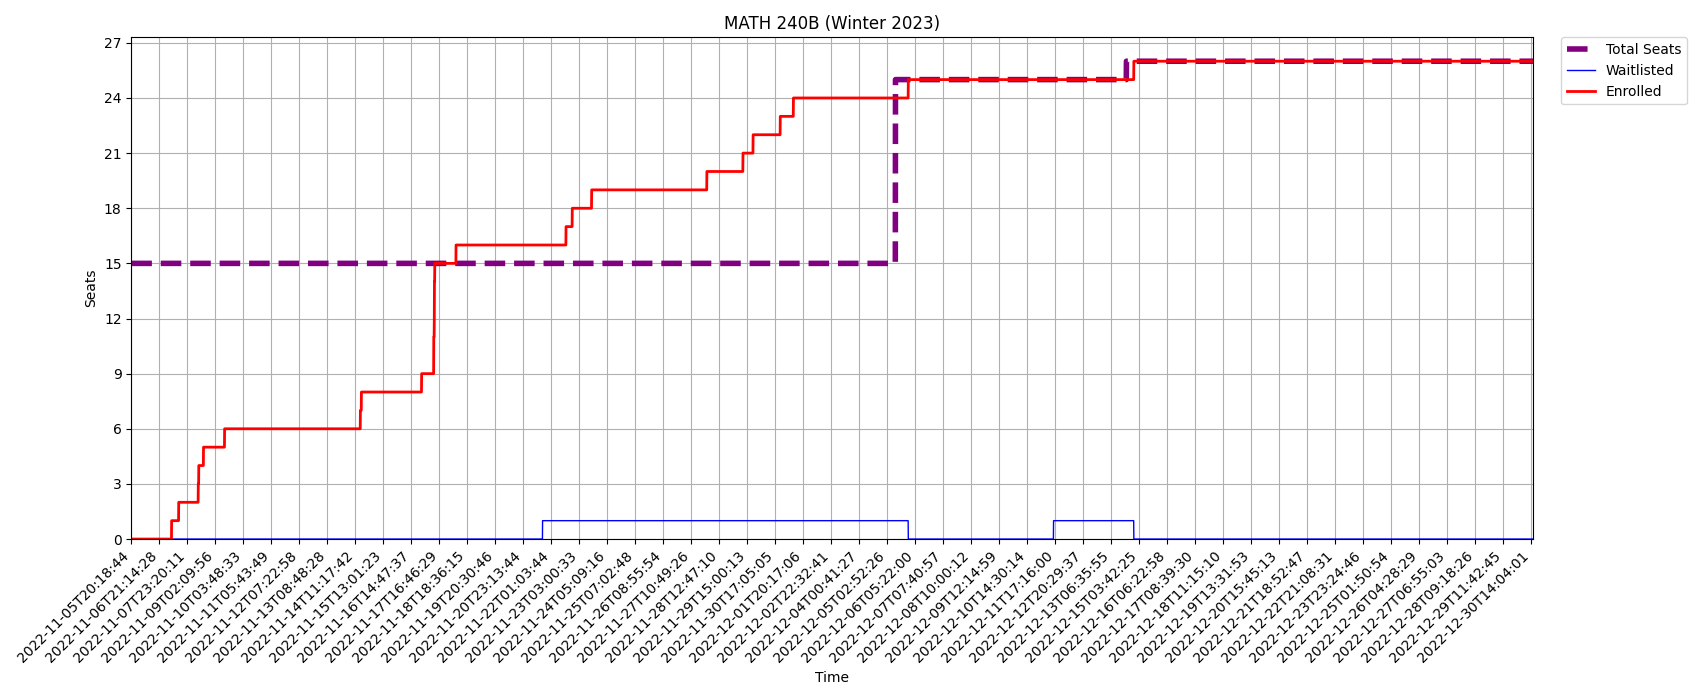 MATH 240B (Winter 2023)
Total Seats
Waitlisted
Enrolled
Seats
27
24
21
18
15
12
9
6
3
0
2022-11-05T20:18:44
2022-11-06T21:14:28
2022-11-07T23:20:11
2022-11-09T02:09:56
2022-11-10T03:48:33
2022-11-11T05:43:49
2022-11-12T07:22:58
2022-11-13T08:48:28
2022-11-14T11:17:42
2022-11-15T13:01:23
2022-11-16T14:47:37
2022-11-17T16:46:29
2022-11-18T18:36:15
2022-11-19T20:30:46
2022-11-20T23:13:44
2022-11-22T01:03:44
2022-11-23T03:00:33
2022-11-24T05:09:16
2022-11-25T07:02:48
2022-11-26T08:55:54
2022-11-27T10:49:26
2022-11-28T12:47:10
2022-11-29T15:00:13
2022-11-30T17:05:05
2022-12-01T20:17:06
2022-12-02T22:32:41
2022-12-04T00:41:27
2022-12-05T02:52:26
2022-12-06T05:22:00
2022-12-07T07:40:57
2022-12-08T10:00:12
2022-12-09T12:14:59
2022-12-10T14:30:14
2022-12-11T17:16:00
2022-12-12T20:29:37
2022-12-13T06:35:55
2022-12-15T03:42:25
2022-12-16T06:22:58
2022-12-17T08:39:30
2022-12-18T11:15:10
2022-12-19T13:31:53
2022-12-20T15:45:13
2022-12-21T18:52:47
2022-12-22T21:08:31
2022-12-23T23:24:46
2022-12-25T01:50:54
2022-12-26T04:28:29
2022-12-27T06:55:03
2022-12-28T09:18:26
2022-12-29T11:42:45
2022-12-30T14:04:01
Time